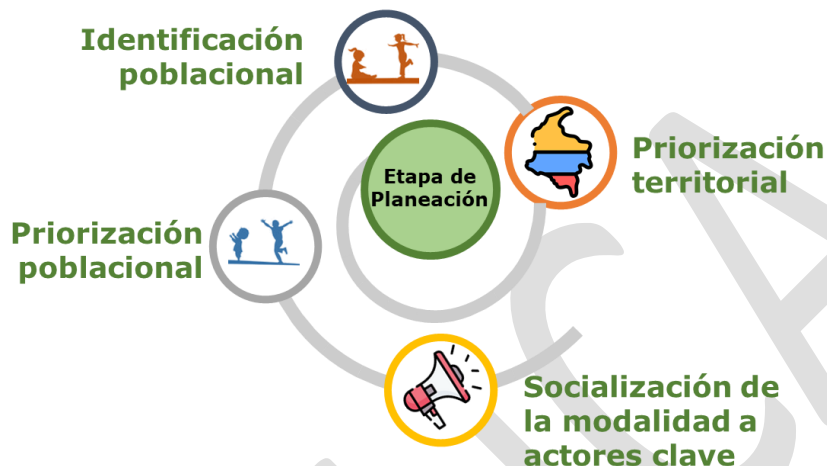 Identificación
poblacional
Etapa de
Planeación
Priorización
territorial
Priorización
poblacional
Socialización de
la modalidad a
actores clave